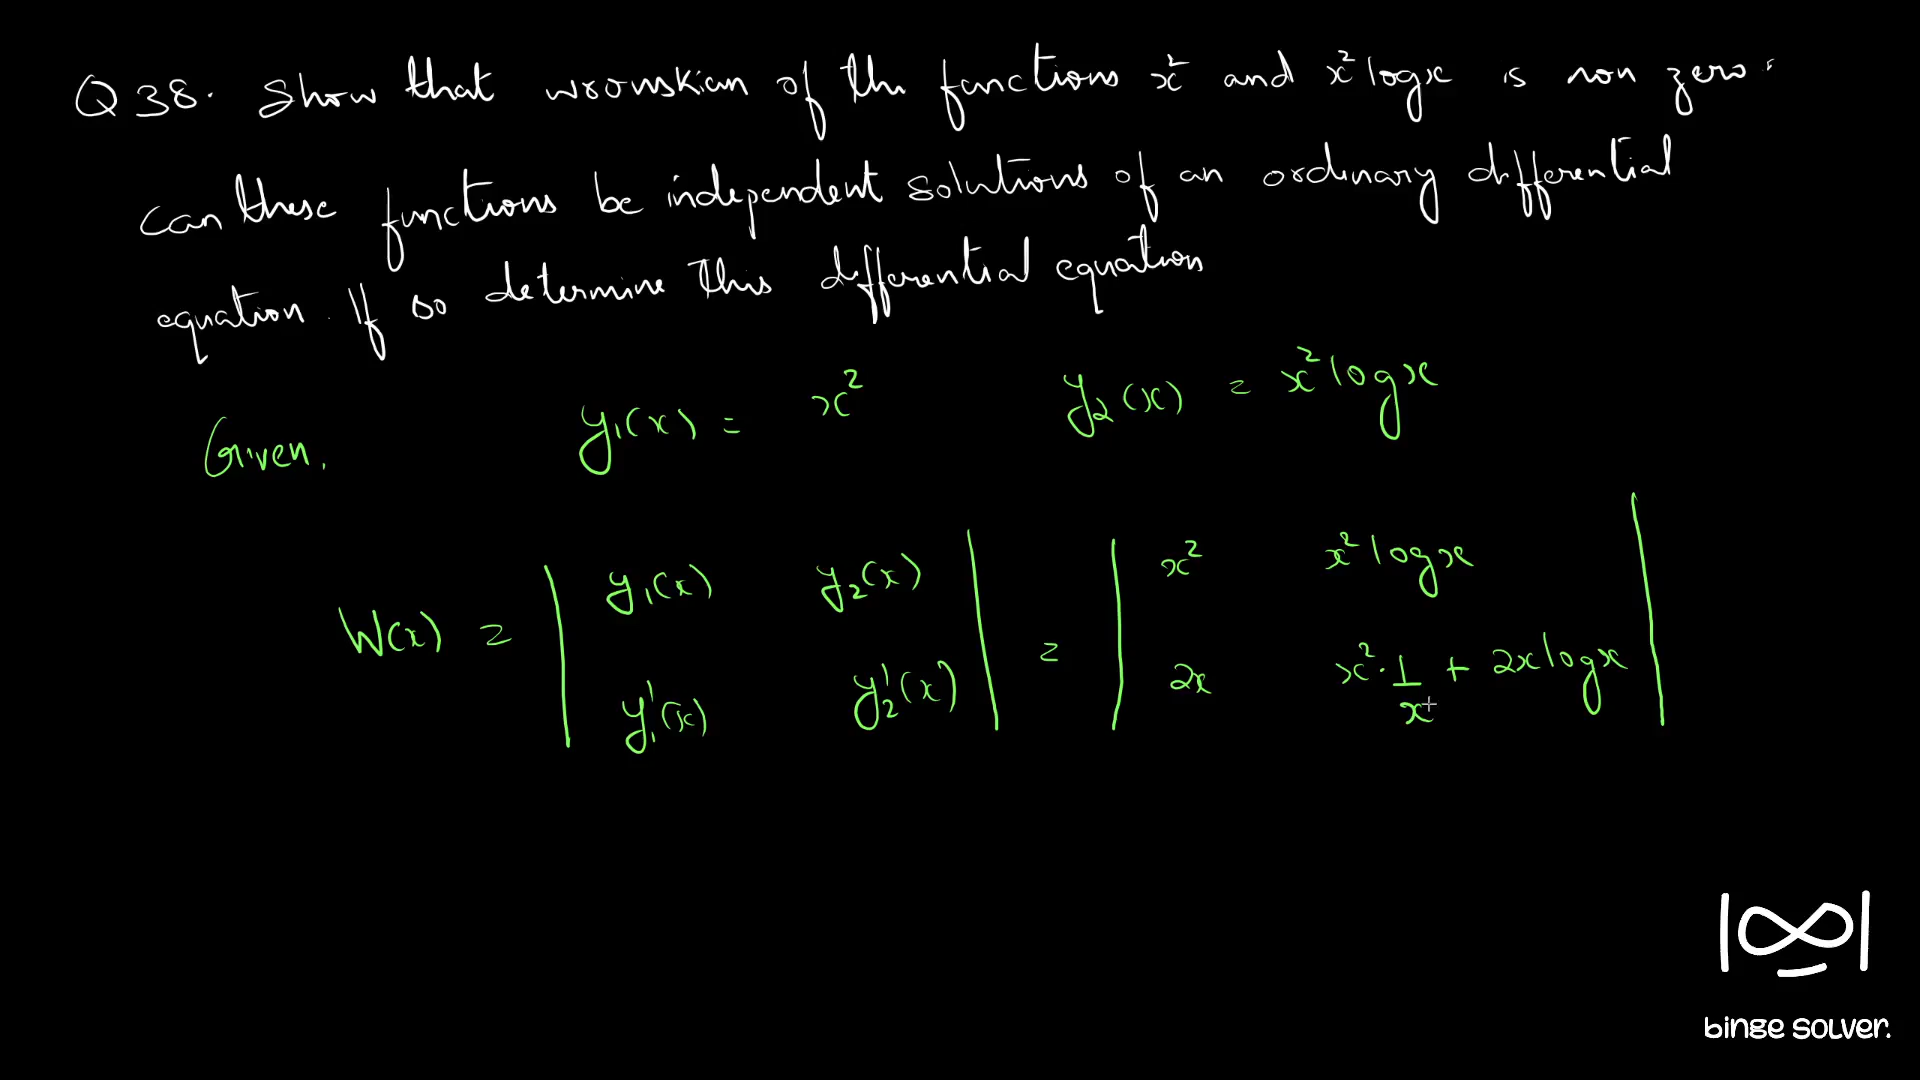 Q 38. Show that wronskian of the functions x² and x² log x is non zero.
Can these functions be independent solutions of an ordinary differential
equation. If so determine this differential equation
Given, y₁(x) = x² y₂(x) = x² log x
W(x) = | y₁(x) y₂(x) | = | x² x² log x |
| y₁'(x) y₂'(x) | | 2x x² · 1/x + 2x log x |
binge solver.